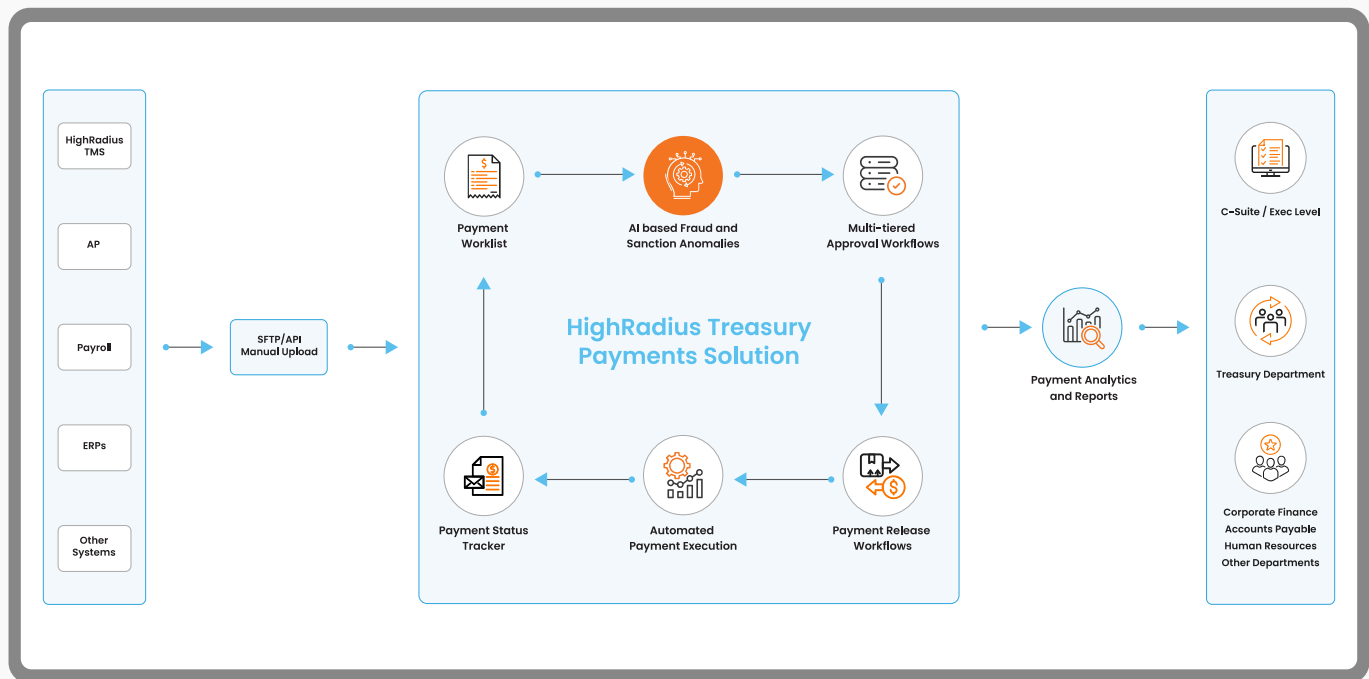 HighRadius
TMS
AP
Payroll
ERPs
Other
Systems
SFTP/API
Manual Upload
$
Payment
Worklist
AI based Fraud and
Sanction Anomalies
Multi-tiered
Approval Workflows
HighRadius Treasury
Payments Solution
$
Payment Status
Tracker
Automated
Payment Execution
$
Payment Release
Workflows
Payment Analytics
and Reports
C-Suite / Exec Level
Treasury Department
Corporate Finance
Accounts Payable
Human Resources
Other Departments